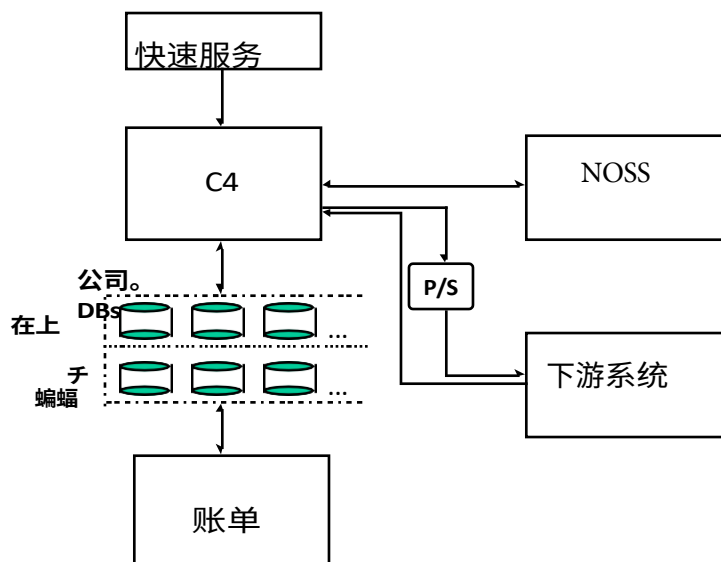 快速服务
C4
NOSS
公司。
DBs
P/S
在上
...
チ
蝙蝠
...
下游系统
账单